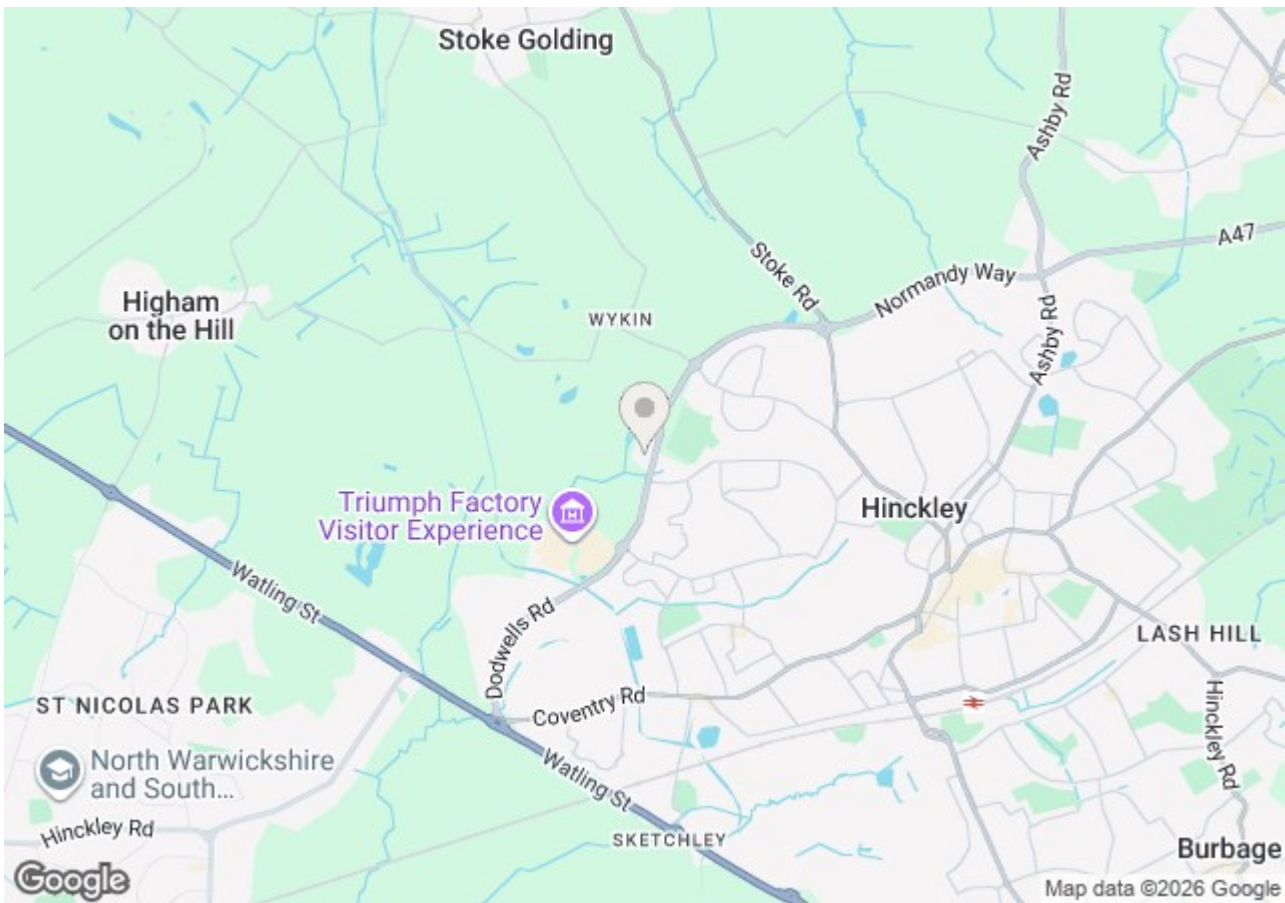 Stoke Golding
Ashby Rd
A47
Stoke Rd
Normandy Way
Higham
on the Hill
WYKIN
Ashby Rd
Triumph Factory
Visitor Experience
Hinckley
Watling St
Dodwells Rd
LASH HILL
ST NICOLAS PARK
Coventry Rd
Hinckley Rd
North Warwickshire
and South...
Watling St
Hinckley Rd
SKETCHLEY
Burbage
Google
Map data ©2026 Google